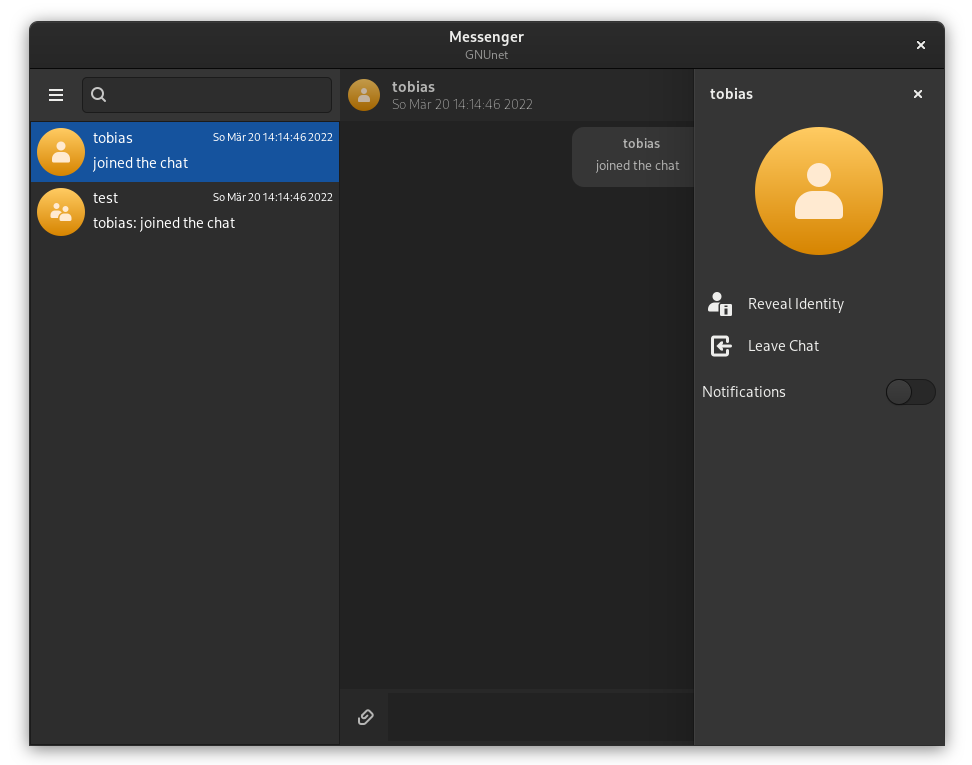 Messenger
GNUnet
tobias
So Mär 20 14:14:46 2022
joined the chat
test
So Mär 20 14:14:46 2022
tobias: joined the chat
tobias
So Mär 20 14:14:46 2022
tobias
joined the chat
tobias
Reveal Identity
Leave Chat
Notifications